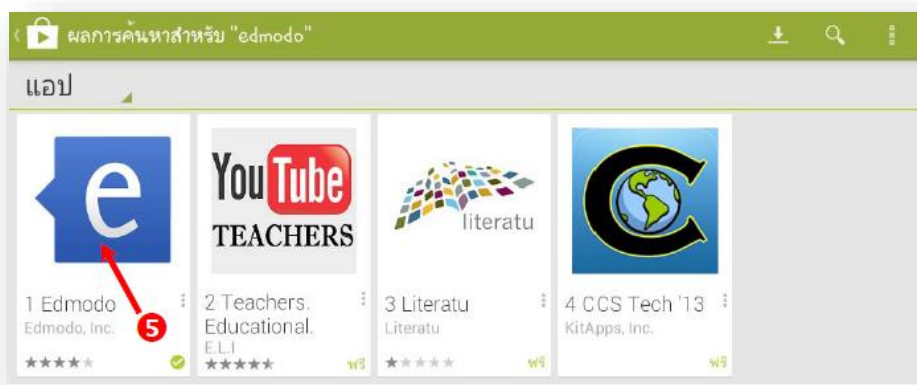 ผลการค้นหาสำหรับ "edmodo"
แอป
e
You Tube
TEACHERS
literatu
C
1 Edmodo
Edmodo, Inc.
5
2 Teachers.
Educational.
E.L.I
ฟรี
3 Literatu
Literatu
ฟรี
4 CCS Tech '13
KitApps, Inc.
ฟรี